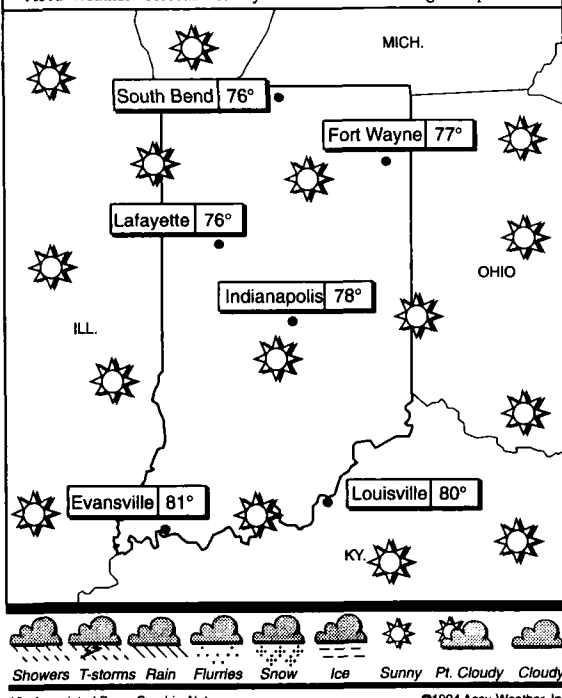 MICH.
South Bend 76°
Fort Wayne 77°
Lafayette 76°
OHIO
Indianapolis 78°
ILL.
Evansville 81°
Louisville 80°
KY.
Showers T-storms Rain Flurries Snow Ice Sunny Pt. Cloudy Cloudy